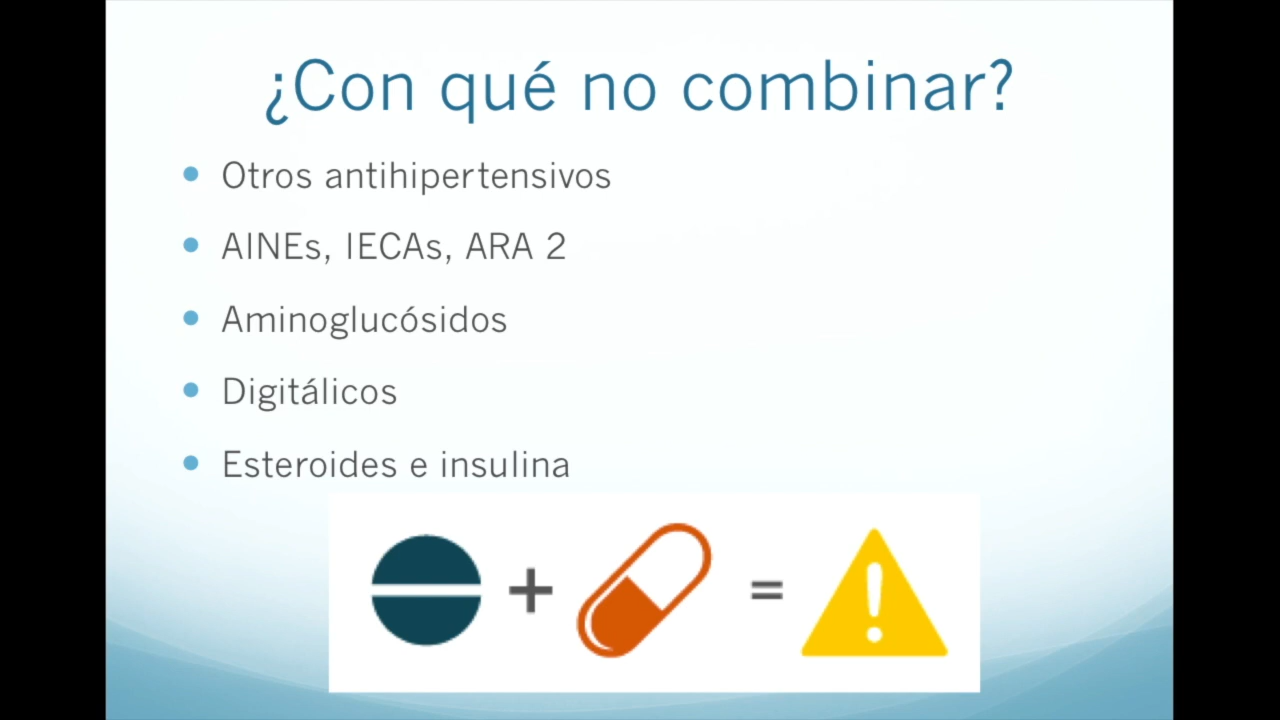 ¿Con qué no combinar?
Otros antihipertensivos
AINEs, IECAs, ARA 2
Aminoglucósidos
Digitálicos
Esteroides e insulina